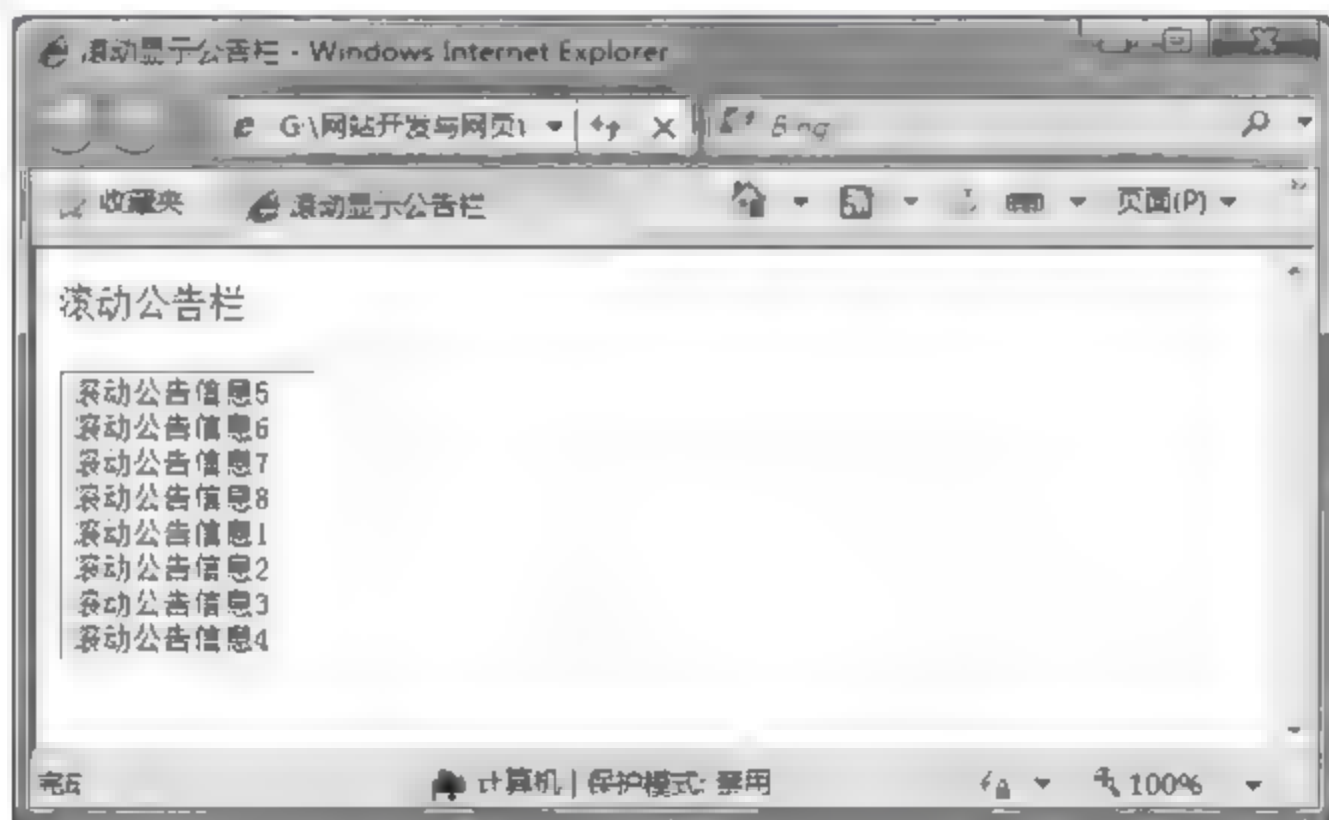 滚动显示公告栏 - Windows Internet Explorer
G:\网站开发与网页\
Bing
收藏夹 滚动显示公告栏 页面(P)
滚动公告栏
滚动公告信息5
滚动公告信息6
滚动公告信息7
滚动公告信息8
滚动公告信息1
滚动公告信息2
滚动公告信息3
滚动公告信息4
完成 计算机 | 保护模式: 禁用 100%